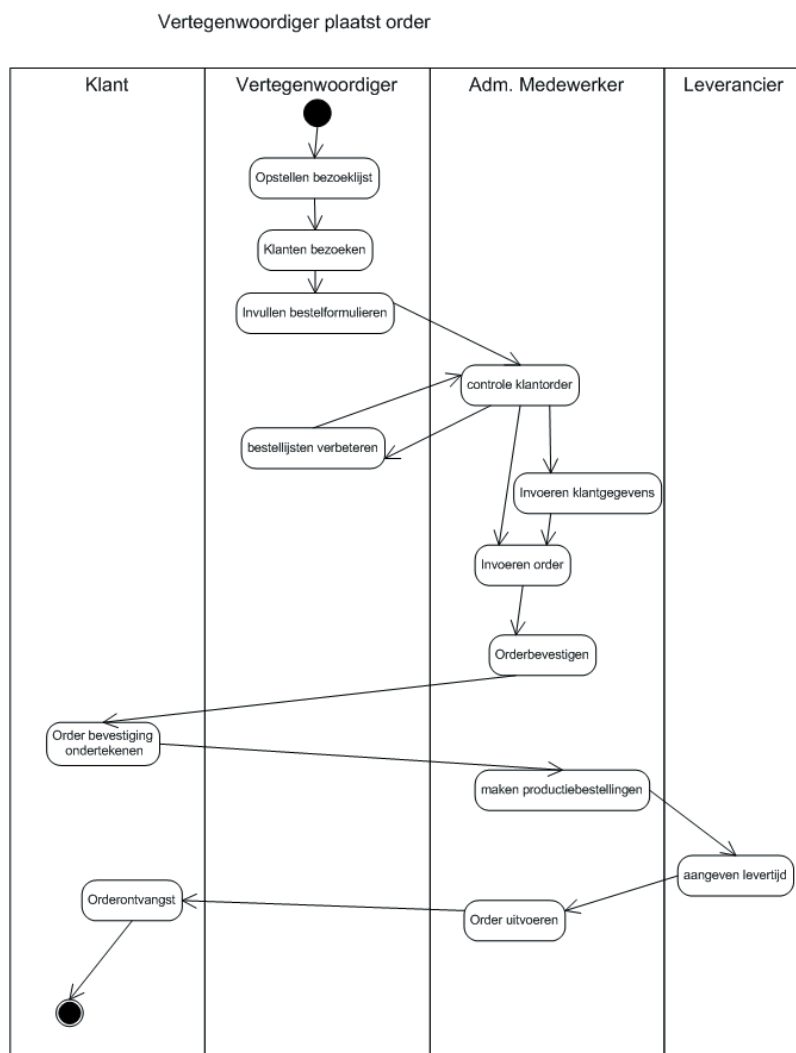 Vertegenwoordiger plaatst order
Klant
Vertegenwoordiger
Adm. Medewerker
Leverancier
Opstellen bezoeklijst
Klanten bezoeken
Invullen bestelformulieren
controle klantorder
bestellijsten verbeteren
Invoeren klantgegevens
Invoeren order
Orderbevestigen
Order bevestiging
ondertekenen
maken productiebestellingen
aangeven levertijd
Orderontvangst
Order uitvoeren